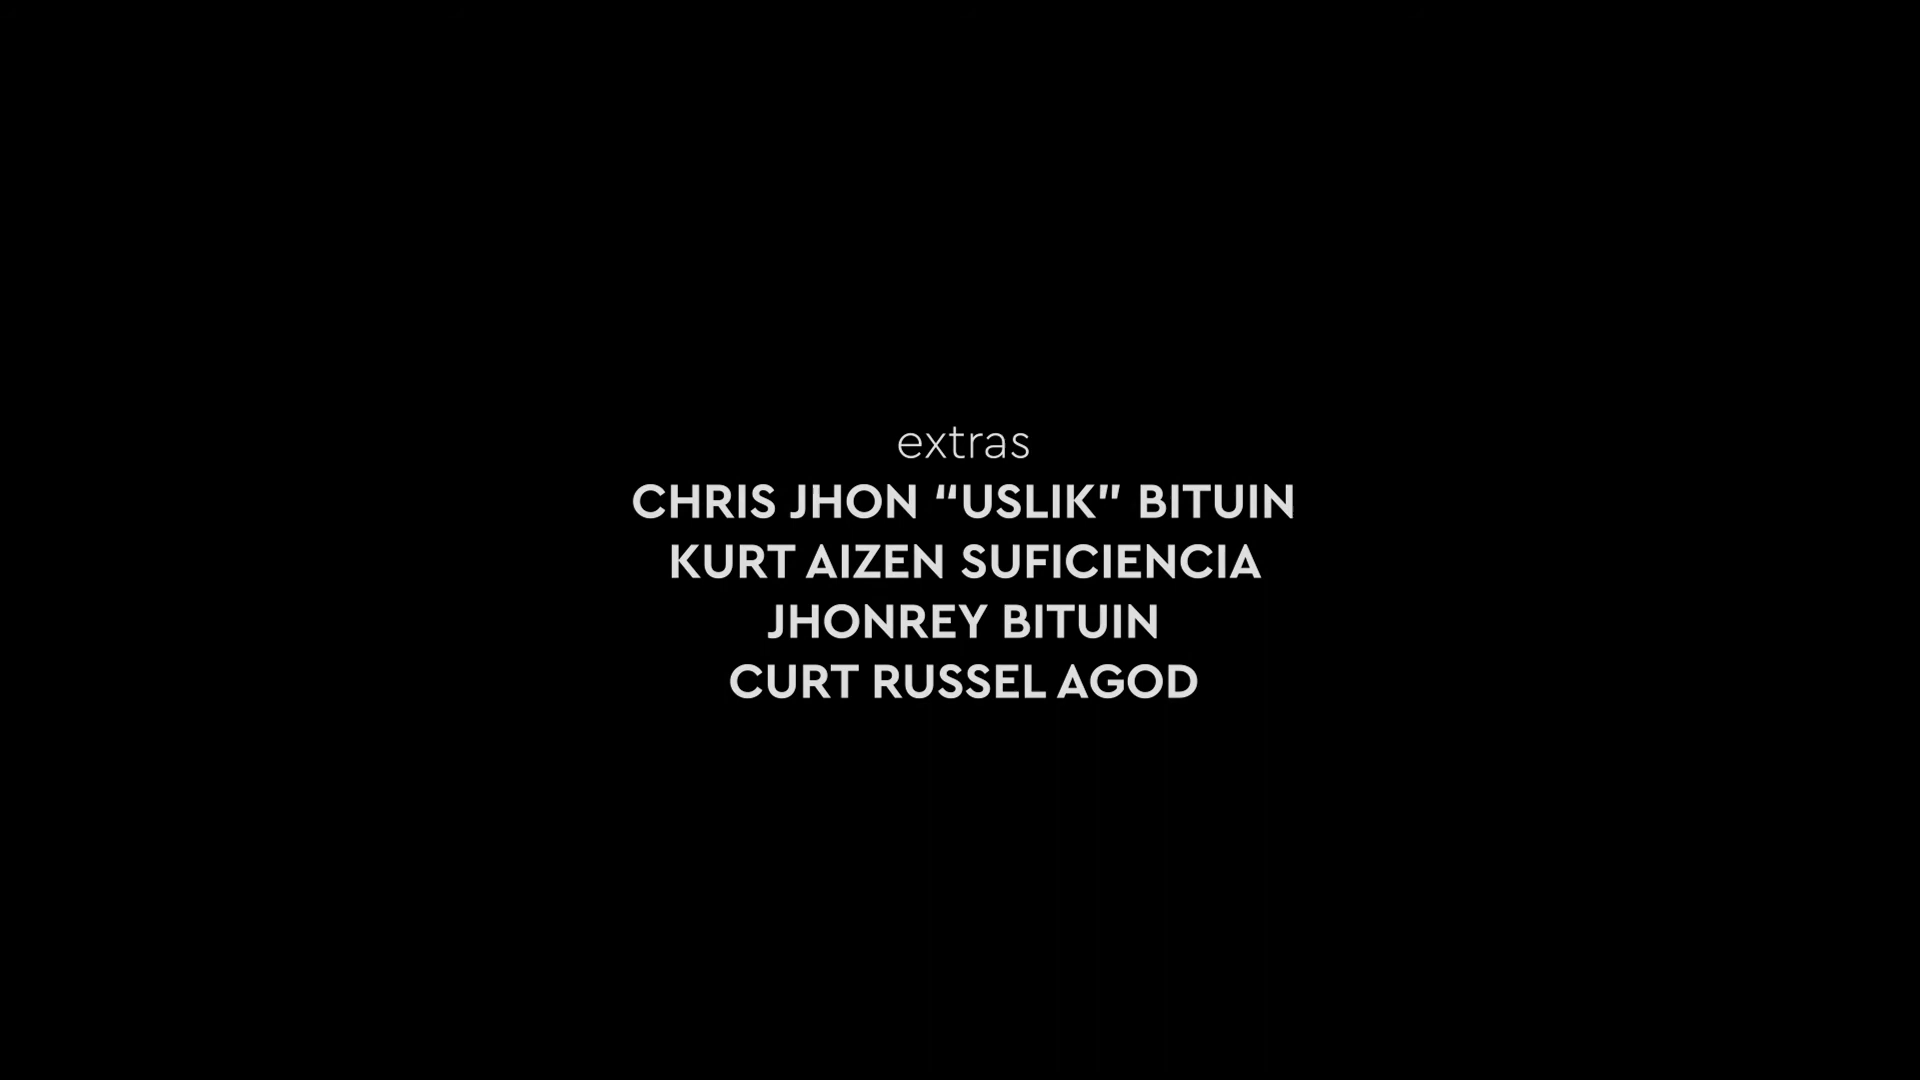 extras
CHRIS JHON “USLIK” BITUIN
KURT AIZEN SUFICIENCIA
JHONREY BITUIN
CURT RUSSEL AGOD